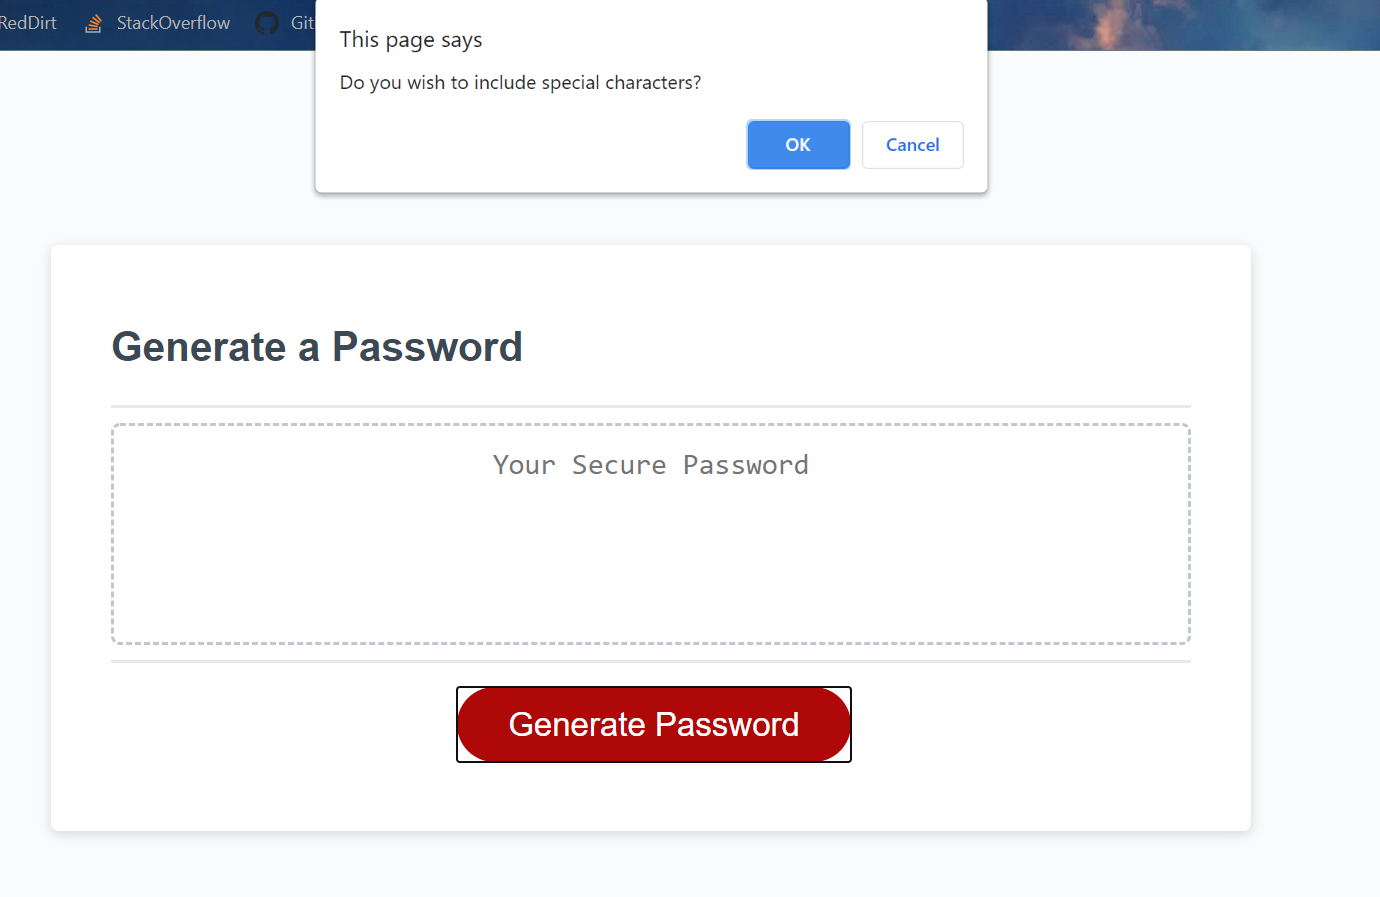 RedDirt StackOverflow Git
This page says
Do you wish to include special characters?
OK Cancel
Generate a Password
Your Secure Password
Generate Password